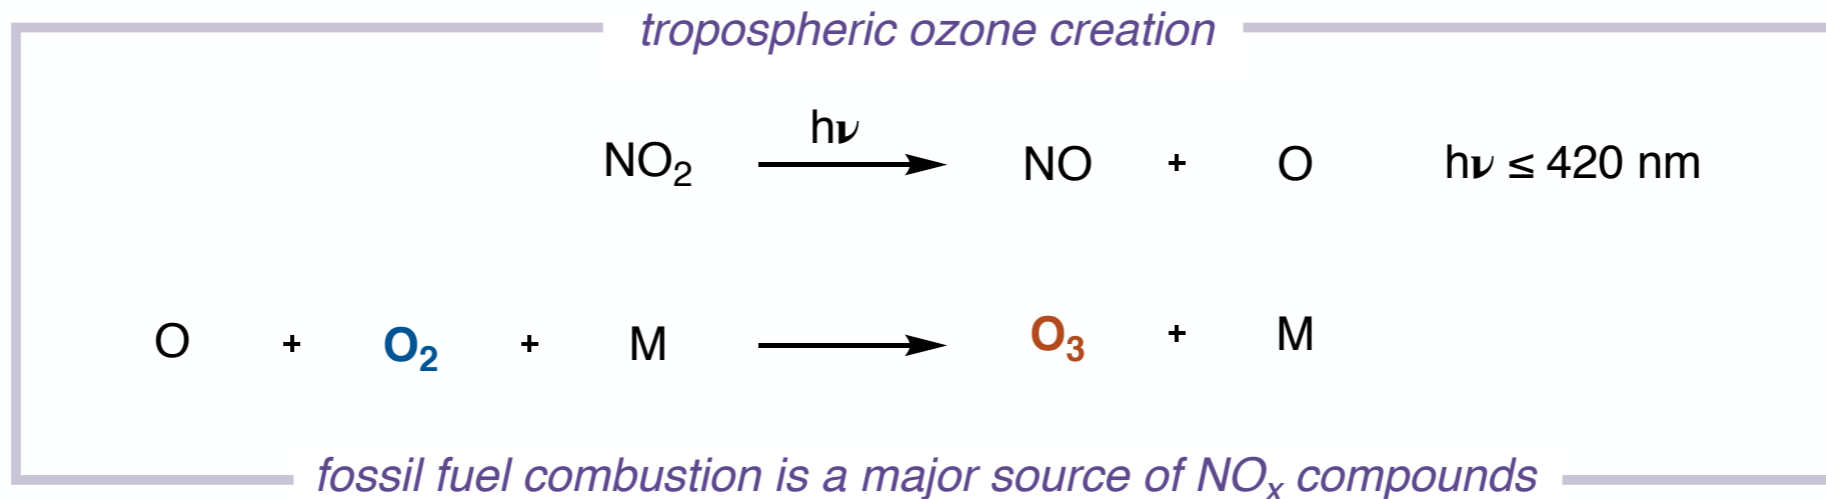 tropospheric ozone creation
hν
NO₂ NO + O hν ≤ 420 nm
O + O₂ + M O₃ + M
fossil fuel combustion is a major source of NOₓ compounds